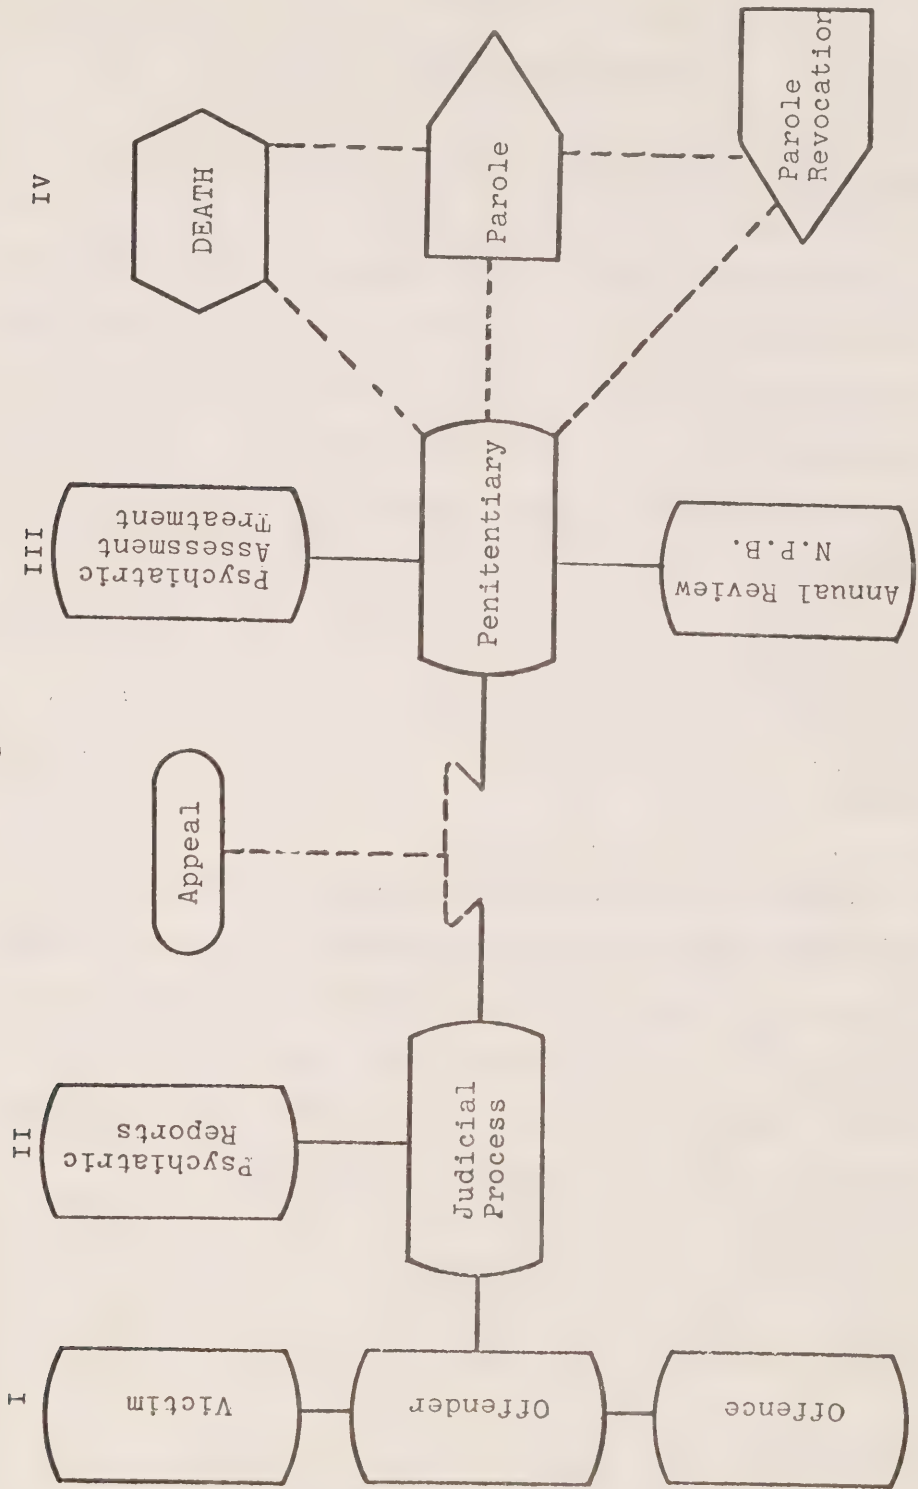 I
II
III
IV
Victim
Offender
Offence
Psychiatric
Reports
Judicial
Process
Appeal
Psychiatric
Assessment
Treatment
Penitentiary
Annual Review
N.P.B.
DEATH
Parole
Parole
Revocation